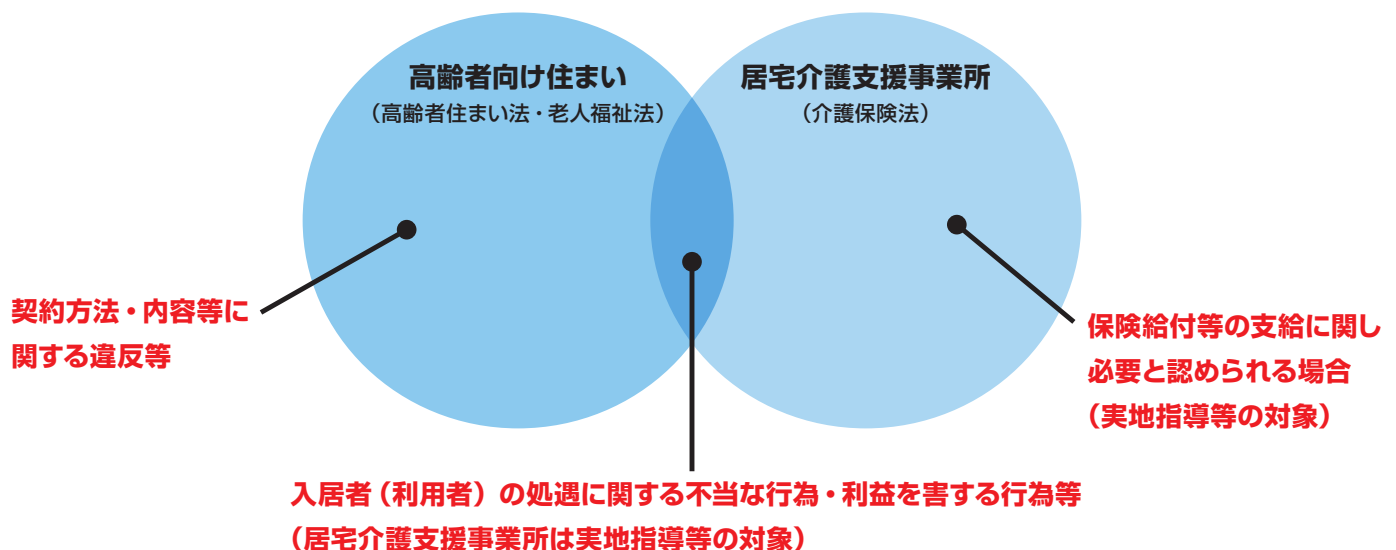 高齢者向け住まい
（高齢者住まい法・老人福祉法）
居宅介護支援事業所
（介護保険法）
契約方法・内容等に
関する違反等
保険給付等の支給に関し
必要と認められる場合
（実地指導等の対象）
入居者（利用者）の処遇に関する不当な行為・利益を害する行為等
（居宅介護支援事業所は実地指導等の対象）